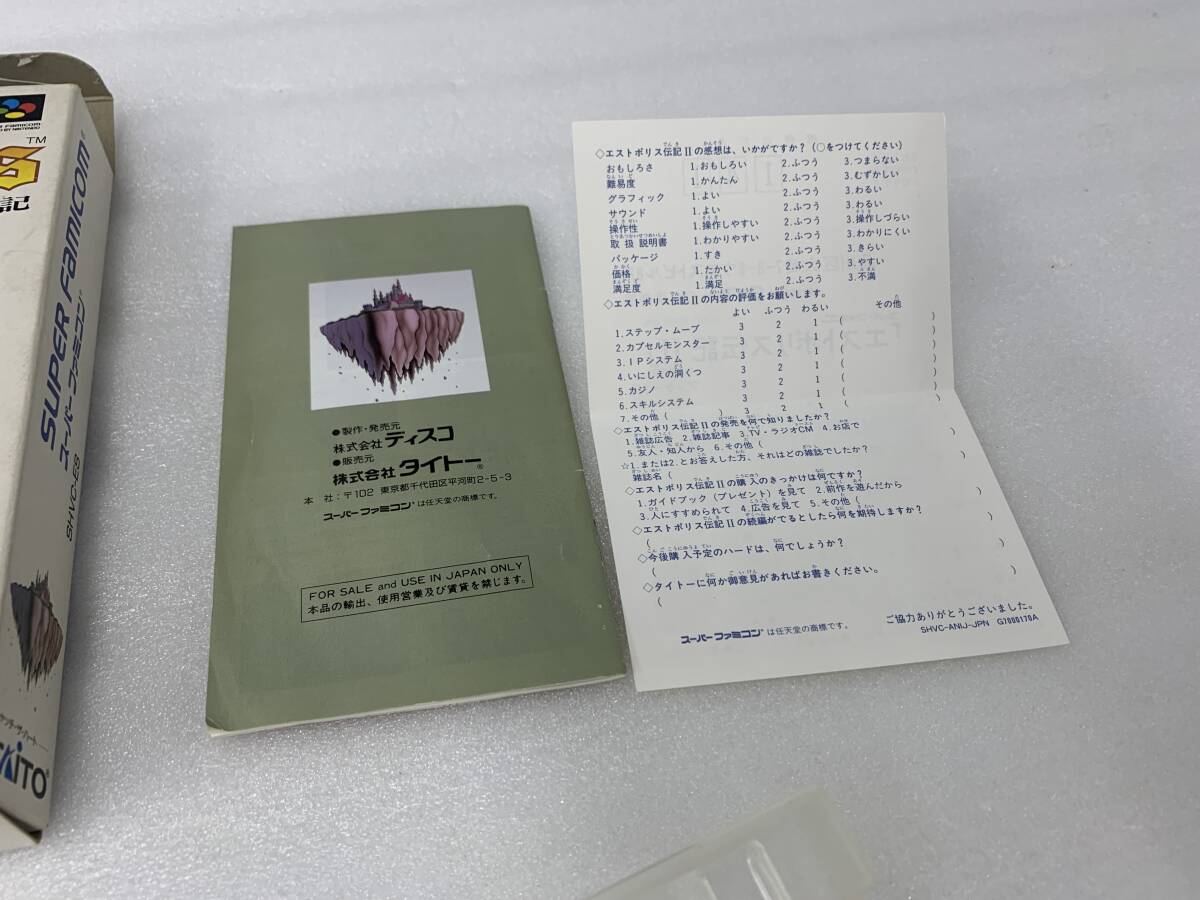 SUPER FAMICOM
™
記
SUPER FAMICOM®
スーパーファミコン
SHVC-ES
TAITO®
●製作・発売元
株式会社 ディスコ
●販売元
株式会社 タイトー®
本 社：〒102 東京都千代田区平河町2-5-3
スーパーファミコン®は任天堂の商標です。
FOR SALE and USE IN JAPAN ONLY
本品の輸出、使用営業及び賃貸を禁じます。
◇エストポリス伝記IIの感想は、いかがですか？（○をつけてください）
おもしろさ 1.おもしろい 2.ふつう 3.つまらない
難易度 1.かんたん 2.ふつう 3.むずかしい
グラフィック 1.よい 2.ふつう 3.わるい
サウンド 1.よい 2.ふつう 3.わるい
操作性 1.操作しやすい 2.ふつう 3.操作しづらい
取扱説明書 1.わかりやすい 2.ふつう 3.わかりにくい
パッケージ 1.すき 2.ふつう 3.きらい
価格 1.たかい 2.ふつう 3.やすい
満足度 1.満足 2.ふつう 3.不満
◇エストポリス伝記IIの内容の評価をお願いします。
よい ふつう わるい その他
1.ステップ・ムーブ 3 2 1 ( )
2.カプセルモンスター 3 2 1 ( )
3.IPシステム 3 2 1 ( )
4.いにしえの洞くつ 3 2 1 ( )
5.カジノ 3 2 1 ( )
6.スキルシステム 3 2 1 ( )
7.その他( ) 3 2 1 ( )
◇エストポリス伝記IIの発売を何で知りましたか？
1.雑誌広告 2.雑誌記事 3.TV・ラジオCM 4.お店で
5.友人・知人から 6.その他( )
☆1.または2.とお答えした方、それはどの雑誌でしたか？
雑誌名( )
◇エストポリス伝記IIの購入のきっかけは何ですか？
1.ガイドブック（プレゼント）を見て 2.前作を遊んだから
3.人にすすめられて 4.広告を見て 5.その他( )
◇エストポリス伝記IIの続編がでるとしたら何を期待しますか？
( )
◇今後購入予定のハードは、何でしょうか？
( )
◇タイトーに何か御意見があればお書きください。
( )
ご協力ありがとうございました。
スーパーファミコン®は任天堂の商標です。
SHVC-ANIJ-JPN G7000170A